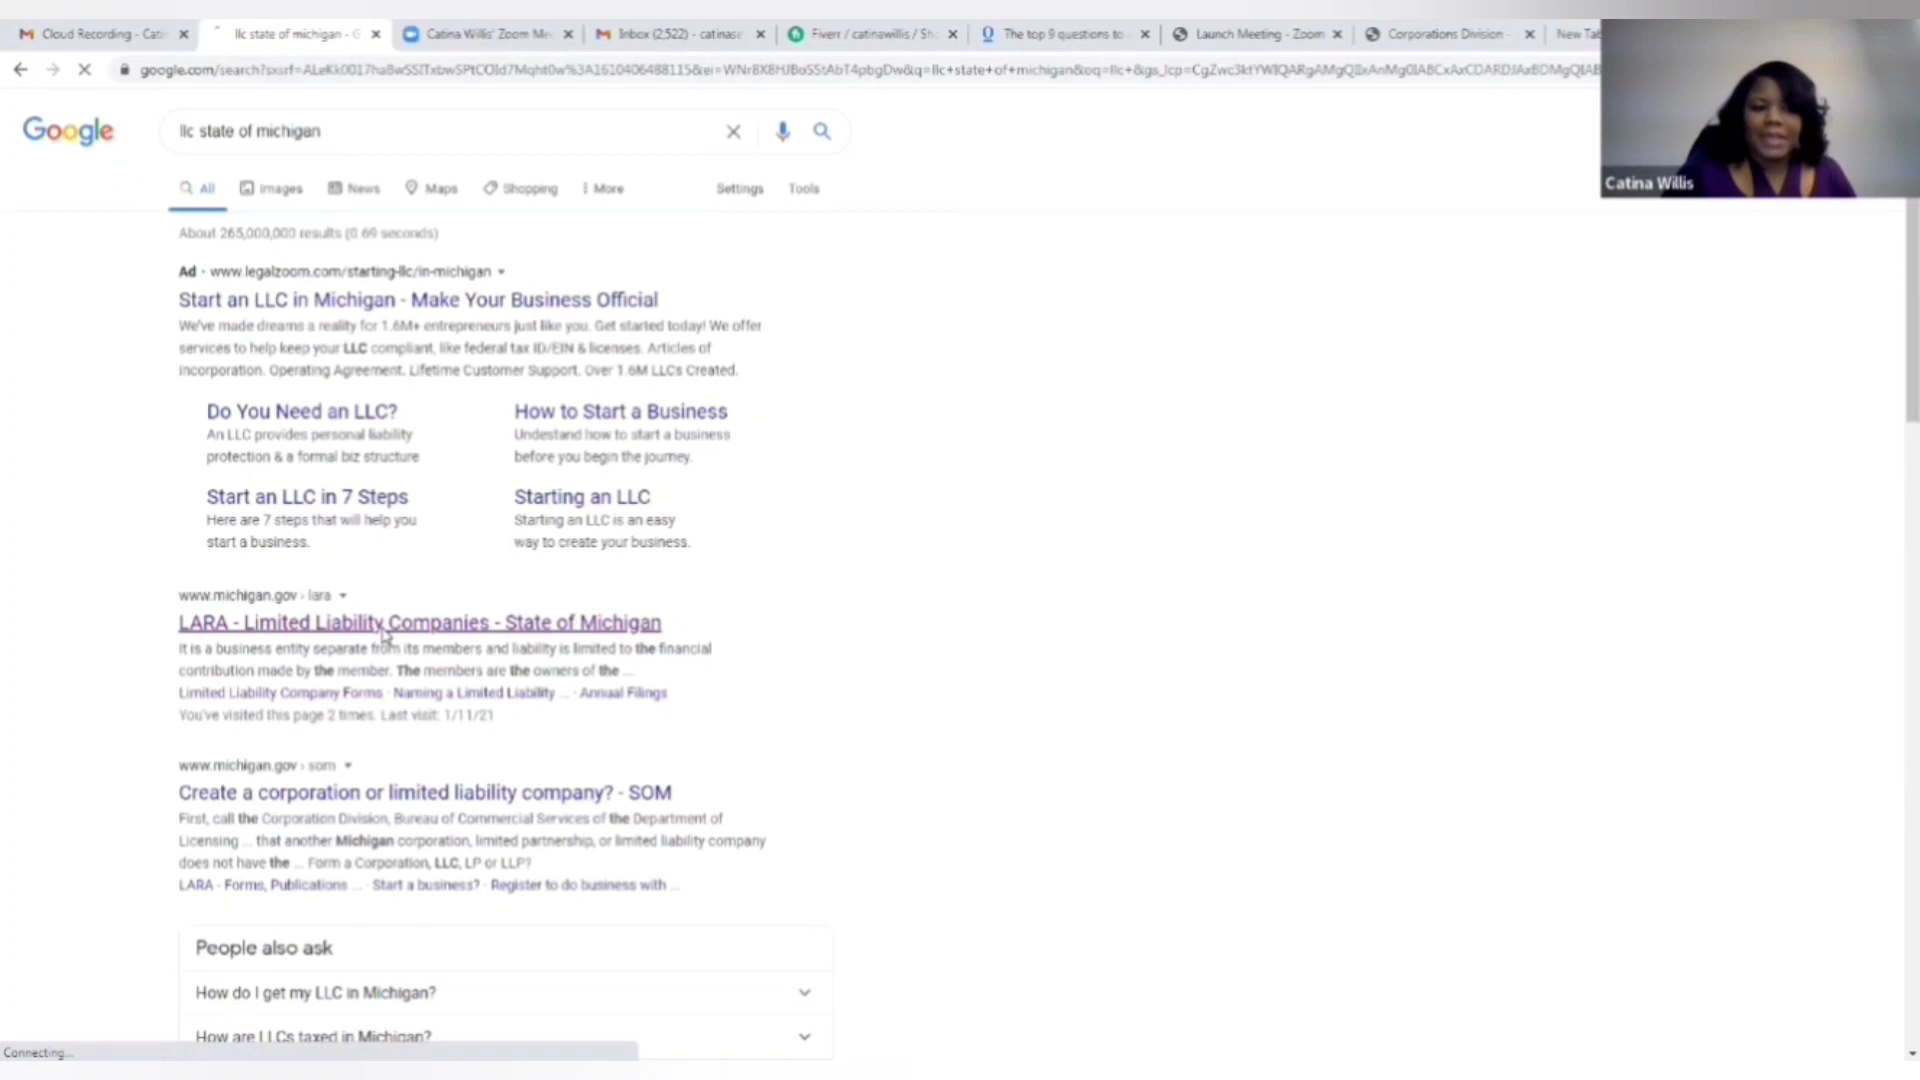 Cloud Recording - Cati
llc state of michigan - G
Catina Willis' Zoom Me
Inbox (2,522) - catinase
Fiverr / catinawillis / Sh
The top 9 questions to
Launch Meeting - Zoom
Corporations Division -
New Tab
Google
llc state of michigan
All
Images
News
Maps
Shopping
More
Settings
Tools
Catina Willis
About 265,000,000 results (0.69 seconds)
Ad · www.legalzoom.com/starting-llc/in-michigan
Start an LLC in Michigan - Make Your Business Official
We've made dreams a reality for 1.6M+ entrepreneurs just like you. Get started today! We offer
services to help keep your LLC compliant, like federal tax ID/EIN & licenses. Articles of
Incorporation. Operating Agreement. Lifetime Customer Support. Over 1.6M LLCs Created.
Do You Need an LLC?
An LLC provides personal liability
protection & a formal biz structure
How to Start a Business
Undestand how to start a business
before you begin the journey.
Start an LLC in 7 Steps
Here are 7 steps that will help you
start a business.
Starting an LLC
Starting an LLC is an easy
way to create your business.
www.michigan.gov › lara
LARA - Limited Liability Companies - State of Michigan
It is a business entity separate from its members and liability is limited to the financial
contribution made by the member. The members are the owners of the ...
Limited Liability Company Forms · Naming a Limited Liability ... · Annual Filings
You've visited this page 2 times. Last visit: 1/11/21
www.michigan.gov › som
Create a corporation or limited liability company? - SOM
First, call the Corporation Division, Bureau of Commercial Services of the Department of
Licensing ... that another Michigan corporation, limited partnership, or limited liability company
does not have the ... Form a Corporation, LLC, LP or LLP?
LARA - Forms, Publications ... · Start a business? · Register to do business with ...
People also ask
How do I get my LLC in Michigan?
How are LLCs taxed in Michigan?
Connecting...